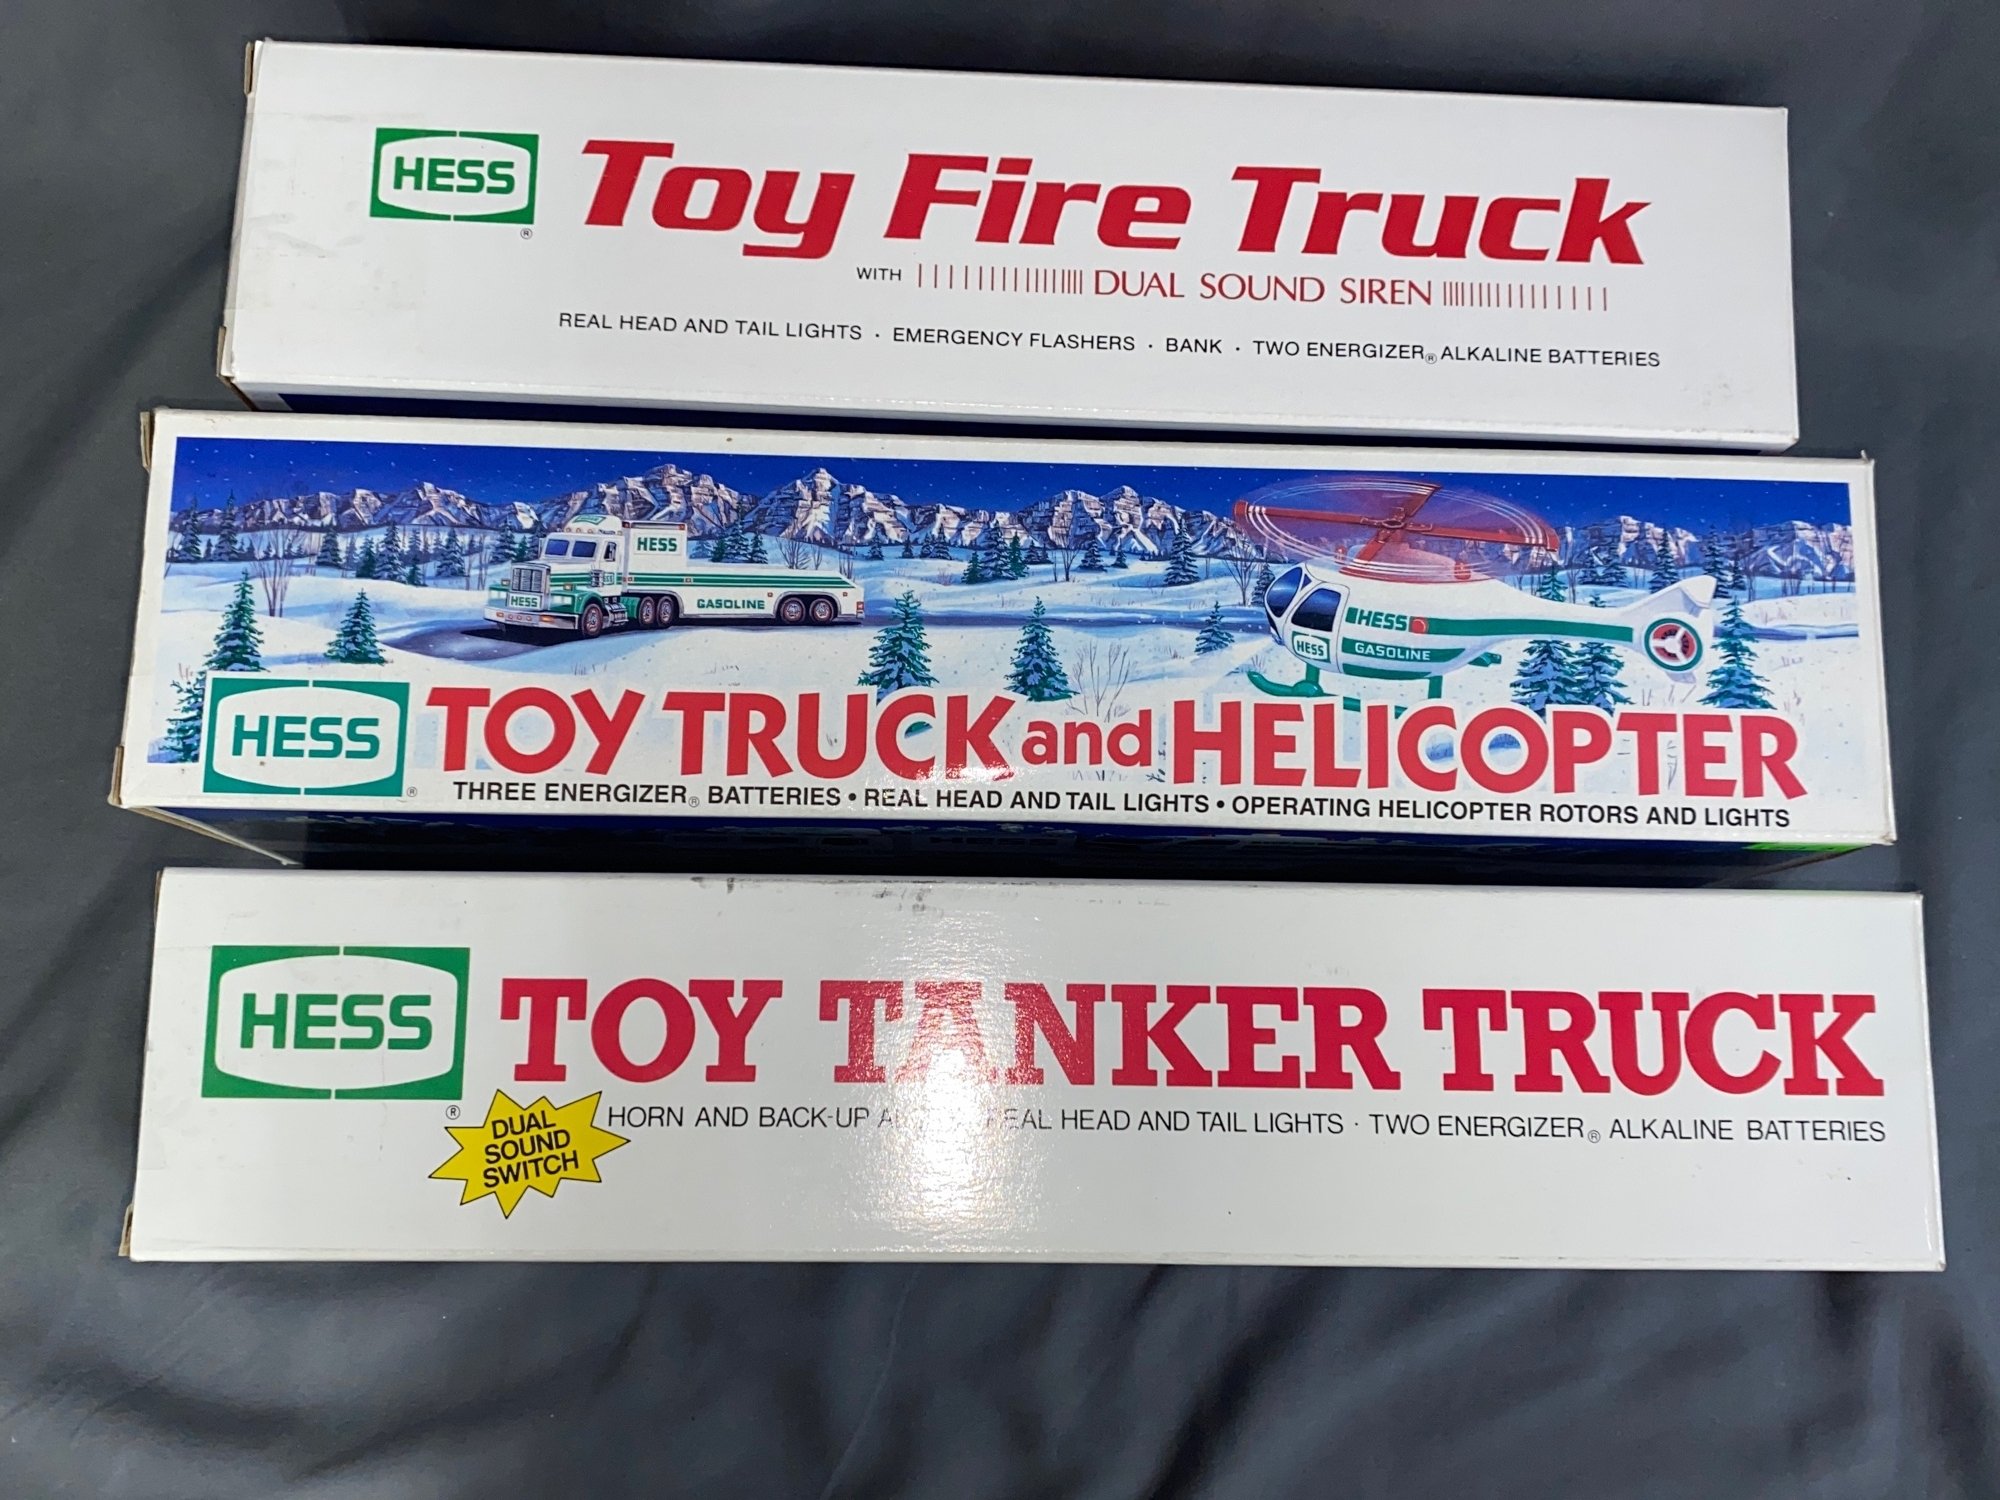 HESS ®
Toy Fire Truck
WITH DUAL SOUND SIREN
REAL HEAD AND TAIL LIGHTS · EMERGENCY FLASHERS · BANK · TWO ENERGIZER® ALKALINE BATTERIES
HESS
HESS
GASOLINE
HESS
HESS
GASOLINE
HESS ®
TOY TRUCK and HELICOPTER
THREE ENERGIZER® BATTERIES • REAL HEAD AND TAIL LIGHTS • OPERATING HELICOPTER ROTORS AND LIGHTS
HESS ®
TOY TANKER TRUCK
DUAL
SOUND
SWITCH
HORN AND BACK-UP REAL HEAD AND TAIL LIGHTS · TWO ENERGIZER® ALKALINE BATTERIES